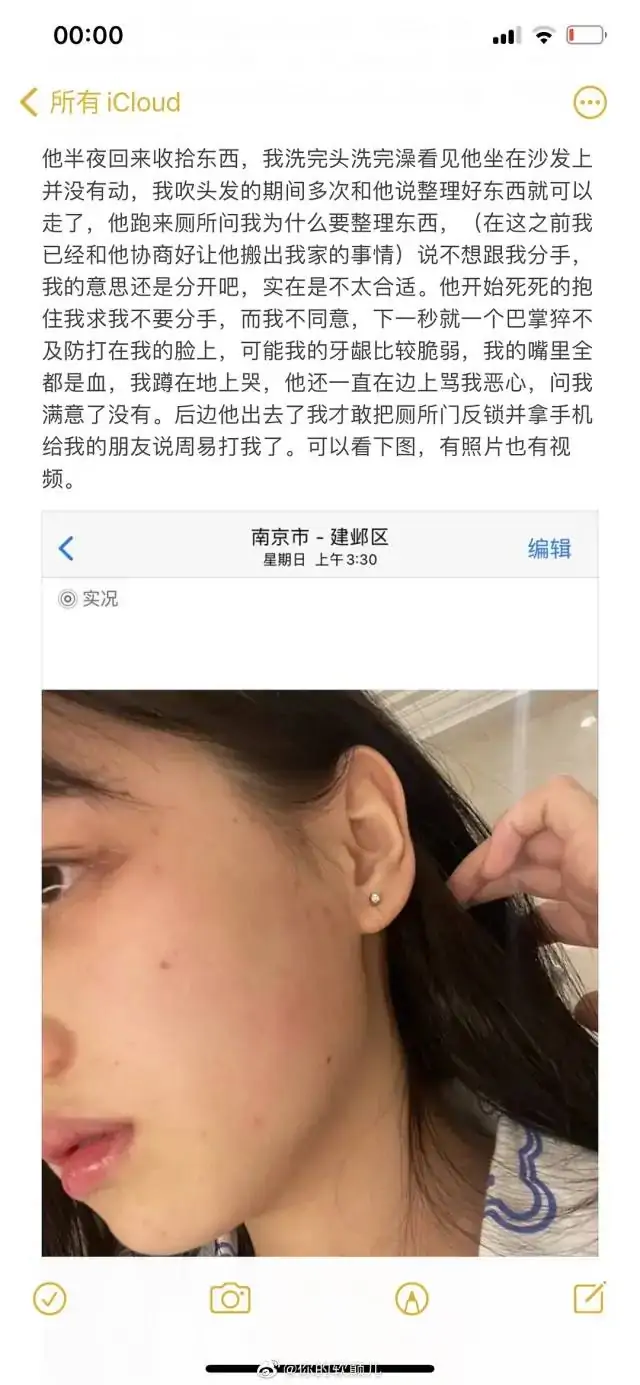 00:00
所有 iCloud
他半夜回来收拾东西，我洗完头洗完澡看见他坐在沙发上
并没有动，我吹头发的期间多次和他说整理好东西就可以
走了，他跑来厕所问我为什么要整理东西，（在这之前我
已经和他协商好让他搬出我家的事情）说不想跟我分手，
我的意思还是分开吧，实在是不太合适。他开始死死的抱
住我求我不要分手，而我不同意，下一秒就一个巴掌猝不
及防打在我的脸上，可能我的牙龈比较脆弱，我的嘴里全
都是血，我蹲在地上哭，他还一直在边上骂我恶心，问我
满意了没有。后边他出去了我才敢把厕所门反锁并拿手机
给我的朋友说周易打我了。可以看下图，有照片也有视
频。
南京市 - 建邺区
星期日 上午3:30
编辑
实况